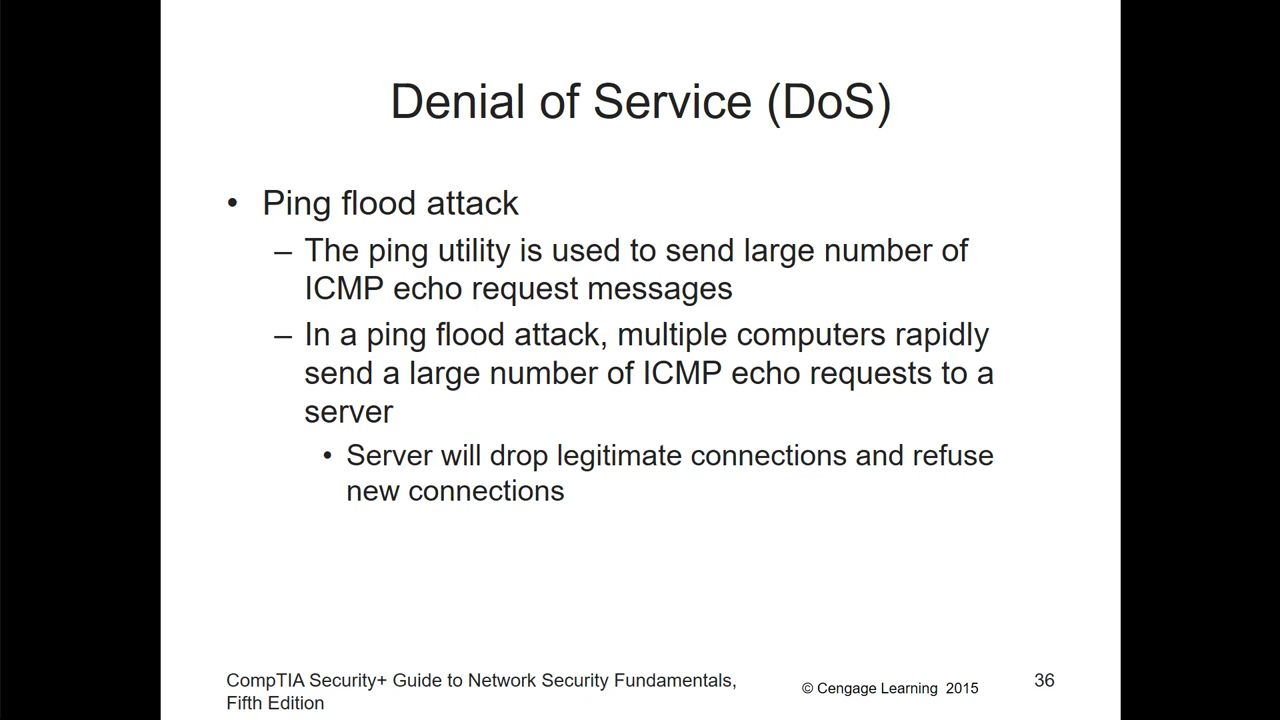 Denial of Service (DoS)
• Ping flood attack
– The ping utility is used to send large number of
ICMP echo request messages
– In a ping flood attack, multiple computers rapidly
send a large number of ICMP echo requests to a
server
• Server will drop legitimate connections and refuse
new connections
CompTIA Security+ Guide to Network Security Fundamentals,
Fifth Edition
© Cengage Learning 2015
36